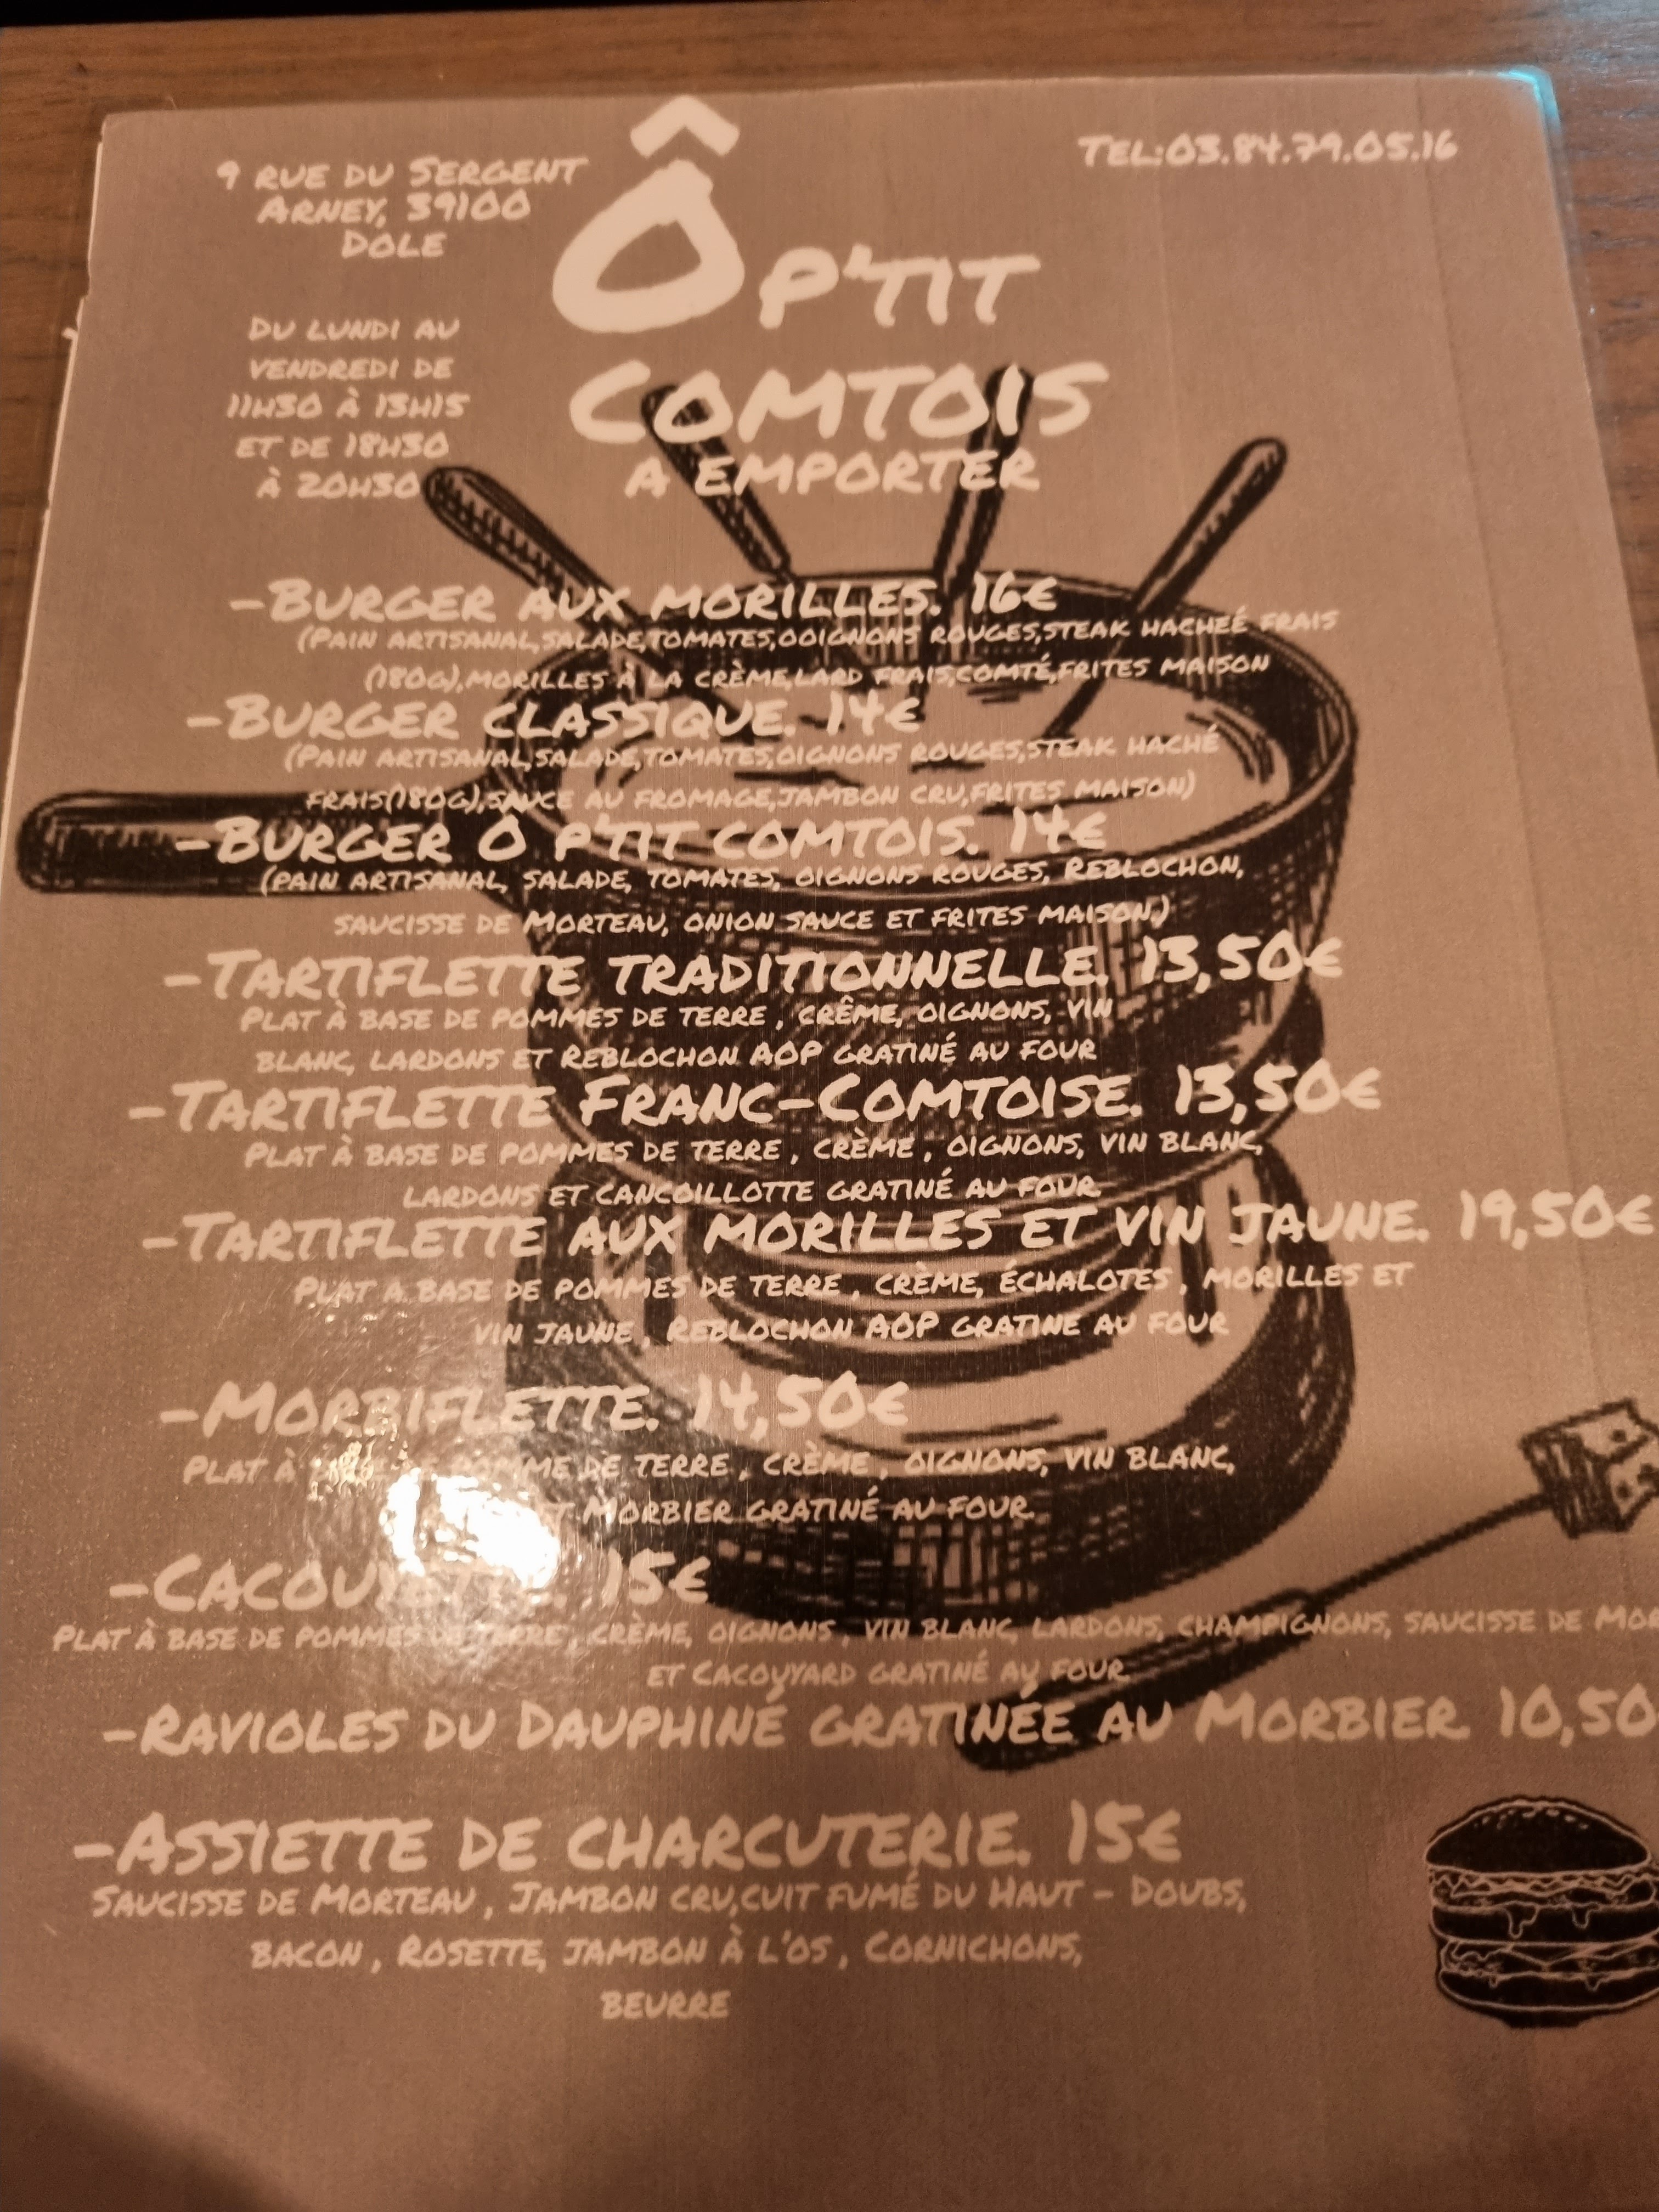 9 rue du Sergent
Arney, 39100
Dole
Tel:03.84.79.05.16
Du lundi au
vendredi de
11h30 à 13h15
et de 18h30
à 20h30
Ô p'tit
Comtois
A emporter
-Burger aux morilles. 16€
(Pain artisanal,salade,tomates,ooignons rouges,steak hacheé frais
(180g),morilles à la crème,lard frais,comté,frites maison
-Burger classique. 14€
(Pain artisanal,salade,tomates,oignons rouges,steak haché
frais(180g),sauce au fromage,jambon cru,frites maison)
-Burger Ô p'tit comtois. 14€
(pain artisanal, salade, tomates, oignons rouges, Reblochon,
saucisse de Morteau, onion sauce et frites maison.)
-Tartiflette traditionnelle. 13,50€
Plat à base de pommes de terre , crême, oignons, vin
blanc, lardons et Reblochon AOP gratiné au four
-Tartiflette Franc-Comtoise. 13,50€
Plat à base de pommes de terre , crème , oignons, vin blanc,
lardons et cancoillotte gratiné au four.
-Tartiflette aux morilles et vin jaune. 19,50€
Plat a base de pommes de terre , crème, échalotes , morilles et
vin jaune , Reblochon AOP gratine au four
-Morbiflette. 14,50€
Plat à de terre , crème , oignons, vin blanc,
Morbier gratiné au four.
15€
Plat à base de pommes de terre , crème, oignons , vin blanc, lardons, champignons, saucisse de
et Cacouyard gratiné au four.
-Ravioles du Dauphiné gratinée au Morbier. 10,50
-Assiette de charcuterie. 15€
Saucisse de Morteau , Jambon cru,cuit fumé du Haut - Doubs,
bacon , Rosette, jambon à l'os , Cornichons,
beurre